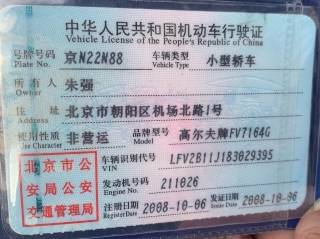 中华人民共和国机动车行驶证
Vehicle License of the People's Republic of China
号牌号码 京N22N88 车辆类型 小型轿车
Plate No. Vehicle Type
所有人 朱强
Owner
住址 北京市朝阳区机场北路1号
Address
使用性质 非营运 品牌型号 高尔夫牌FV7164G
Use Character Model
车辆识别代号 LFV2B11J183029395
VIN
北京市公安局公安交通管理局
发动机号码 211026
Engine No.
注册日期 2008-10-06 发证日期 2008-10-06
Register Date Issue Date